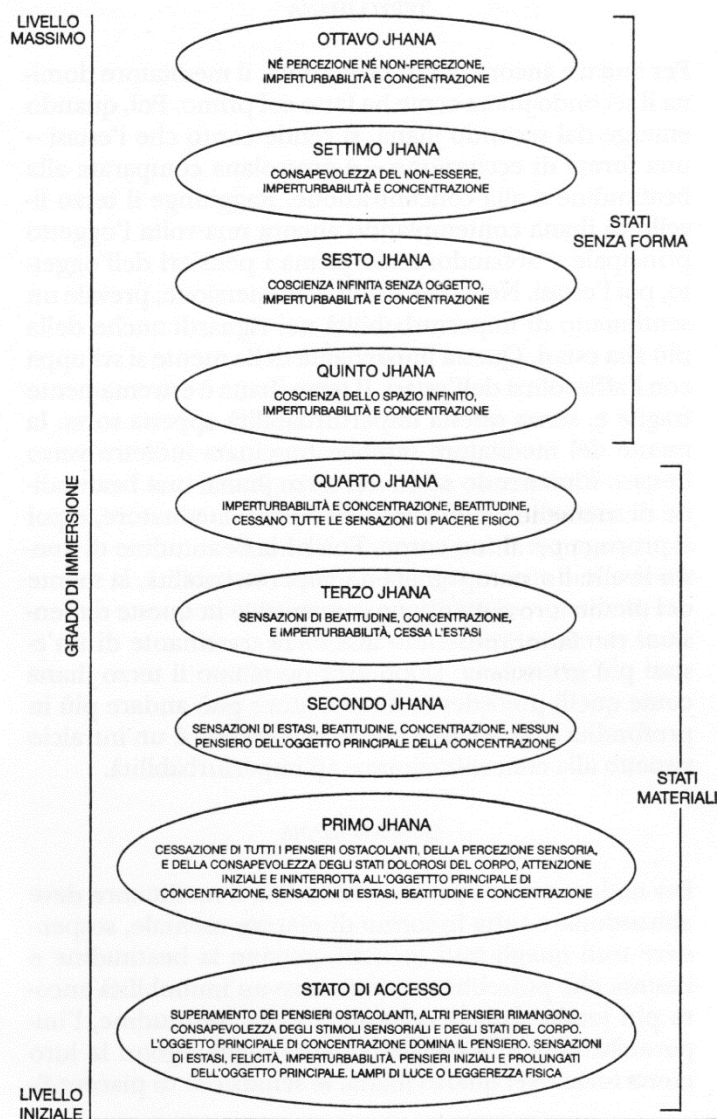 LIVELLO
MASSIMO
OTTAVO JHANA
NÉ PERCEZIONE NÉ NON-PERCEZIONE,
IMPERTURBABILITÀ E CONCENTRAZIONE
SETTIMO JHANA
CONSAPEVOLEZZA DEL NON-ESSERE,
IMPERTURBABILITÀ E CONCENTRAZIONE
STATI
SENZA FORMA
SESTO JHANA
COSCIENZA INFINITA SENZA OGGETTO,
IMPERTURBABILITÀ E CONCENTRAZIONE
QUINTO JHANA
COSCIENZA DELLO SPAZIO INFINITO,
IMPERTURBABILITÀ E CONCENTRAZIONE
GRADO DI IMMERSIONE
QUARTO JHANA
IMPERTURBABILITÀ E CONCENTRAZIONE, BEATITUDINE,
CESSANO TUTTE LE SENSAZIONI DI PIACERE FISICO
TERZO JHANA
SENSAZIONI DI BEATITUDINE, CONCENTRAZIONE,
E IMPERTURBABILITÀ, CESSA L'ESTASI
SECONDO JHANA
SENSAZIONI DI ESTASI, BEATITUDINE, CONCENTRAZIONE, NESSUN
PENSIERO DELL'OGGETTO PRINCIPALE DELLA CONCENTRAZIONE
STATI
MATERIALI
PRIMO JHANA
CESSAZIONE DI TUTTI I PENSIERI OSTACOLANTI, DELLA PERCEZIONE SENSORIA,
E DELLA CONSAPEVOLEZZA DEGLI STATI DOLOROSI DEL CORPO, ATTENZIONE
INIZIALE E ININTERROTTA ALL'OGGETTTO PRINCIPALE DI
CONCENTRAZIONE, SENSAZIONI DI ESTASI, BEATITUDINE E CONCENTRAZIONE
STATO DI ACCESSO
SUPERAMENTO DEI PENSIERI OSTACOLANTI, ALTRI PENSIERI RIMANGONO.
CONSAPEVOLEZZA DEGLI STIMOLI SENSORIALI E DEGLI STATI DEL CORPO.
L'OGGETTO PRINCIPALE DI CONCENTRAZIONE DOMINA IL PENSIERO. SENSAZIONI
DI ESTASI, FELICITÀ, IMPERTURBABILITÀ. PENSIERI INIZIALI E PROLUNGATI
DELL'OGGETTO PRINCIPALE. LAMPI DI LUCE O LEGGEREZZA FISICA
LIVELLO
INIZIALE